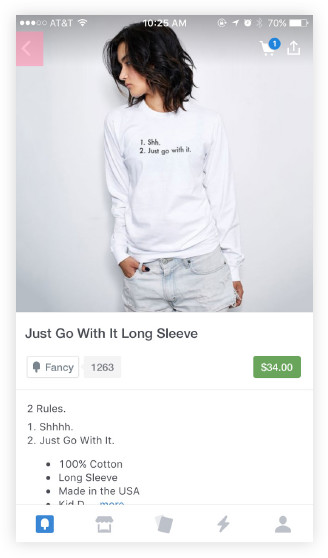 AT&T 10:25 AM 70%
1
1. Shh.
2. Just go with it.
Just Go With It Long Sleeve
Fancy 1263 $34.00
2 Rules.
1. Shhhh.
2. Just Go With It.
• 100% Cotton
• Long Sleeve
• Made in the USA
more